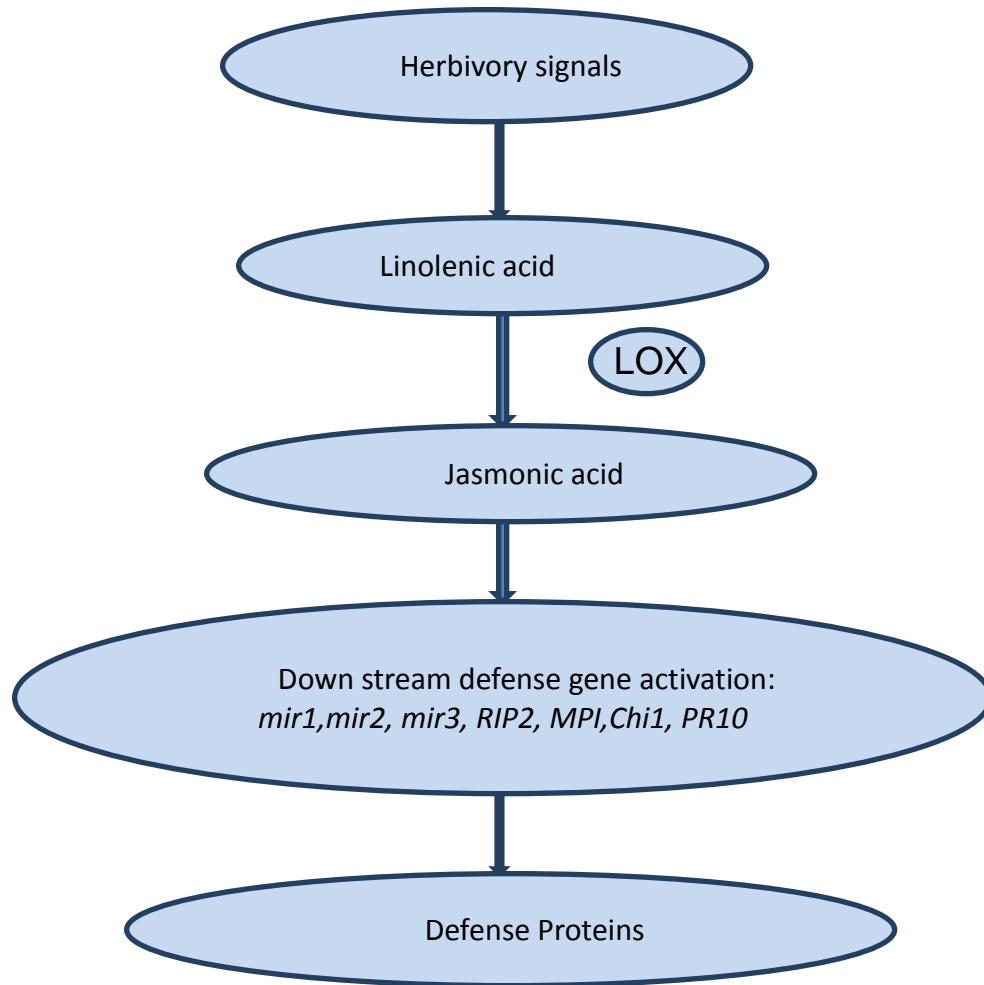 Herbivory signals
Linolenic acid
LOX
Jasmonic acid
Down stream defense gene activation:
mir1,mir2, mir3, RIP2, MPI,Chi1, PR10
Defense Proteins